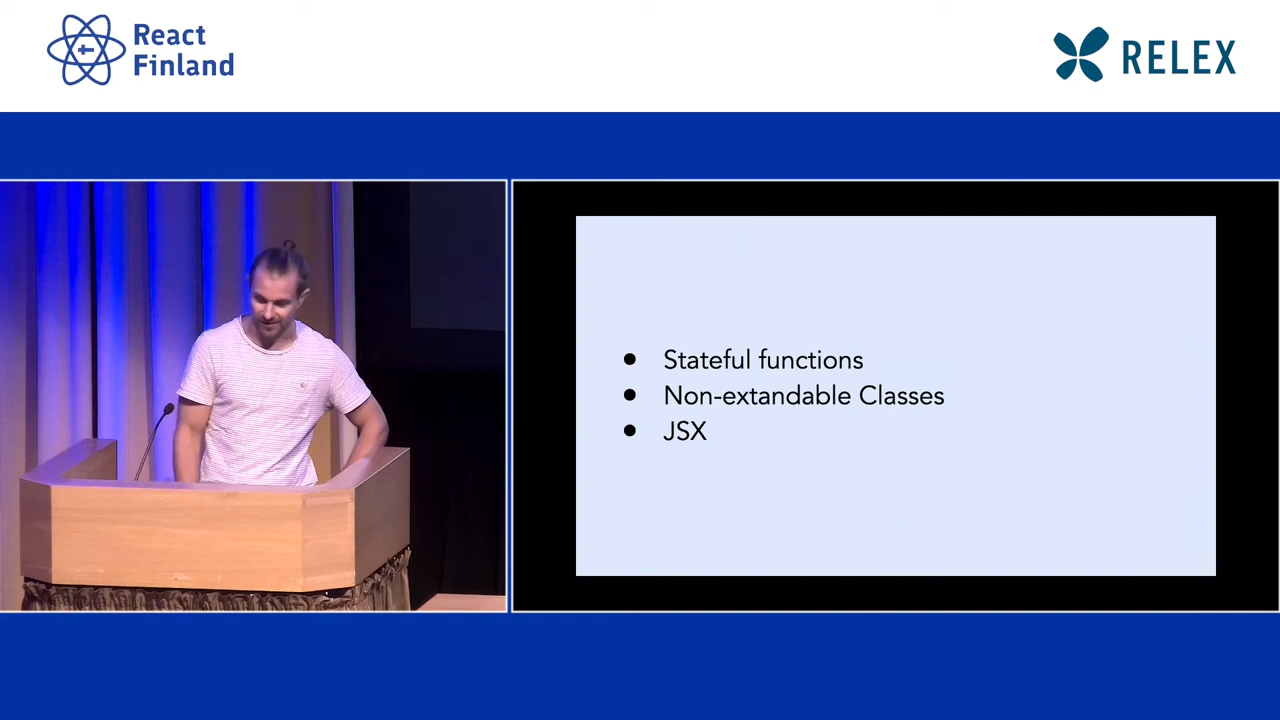 React
Finland
RELEX
Stateful functions
Non-extandable Classes
JSX